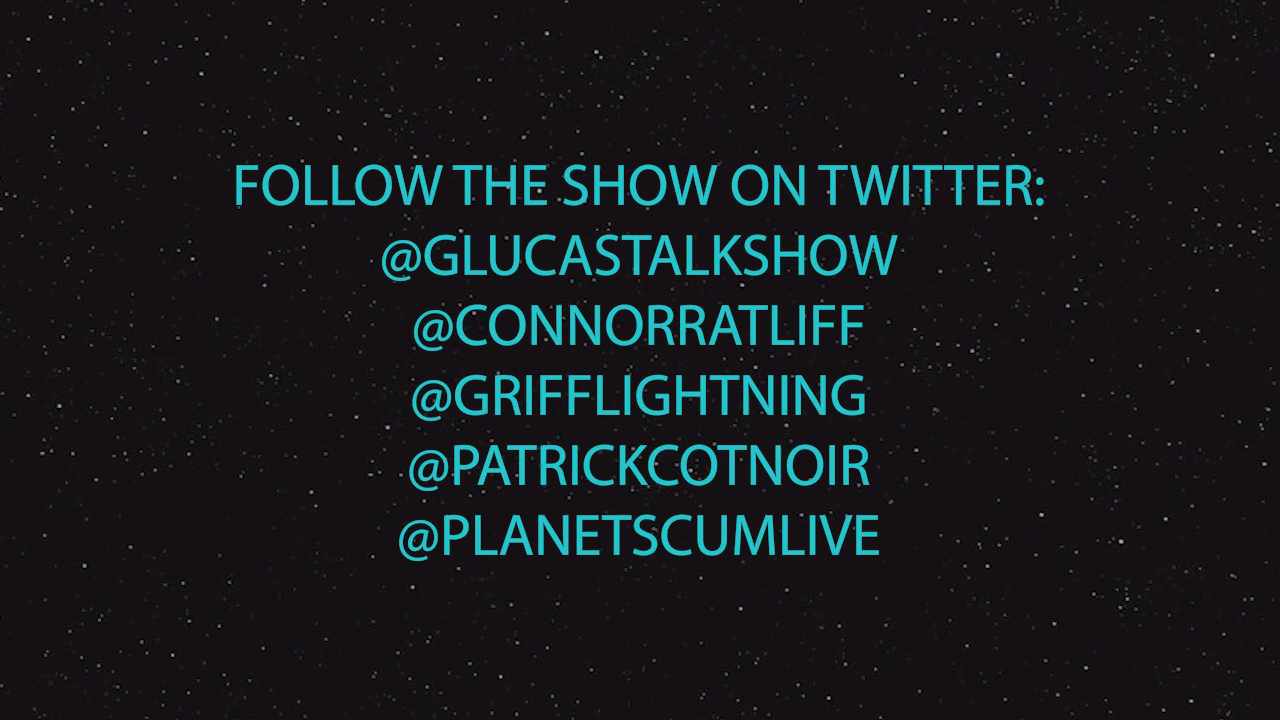 FOLLOW THE SHOW ON TWITTER:
@GLUCASTALKSHOW
@CONNORRATLIFF
@GRIFFLIGHTNING
@PATRICKCOTNOIR
@PLANETSCUMLIVE